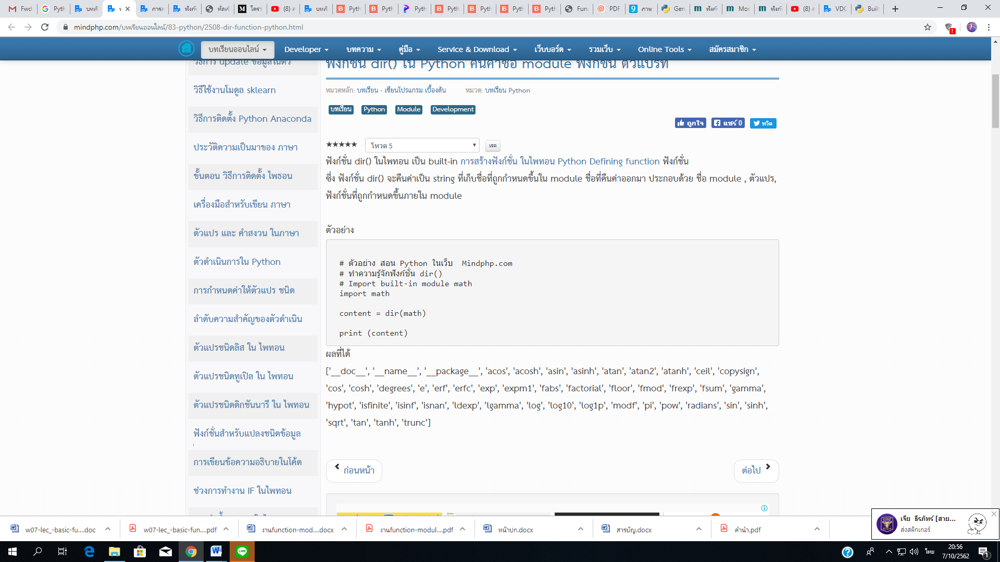 Fwd
Pyth
บทเรี
การส
ฟังก์ชั
หัดเข้
ไดรว
(8) ส
บทเรี
Pyth
Pyth
Pyth
Pyth
Pyth
Pyth
Pyth
Func
PDF
ภาษ
Gen
ฟังก์
Moc
ฟังก์ชั
(8) ส
VDC
Built
mindphp.com/บทเรียนออนไลน์/83-python/2508-dir-function-python.html
บทเรียนออนไลน์ Developer บทความ คู่มือ Service & Download เว็บบอร์ด รวมเว็บ Online Tools สมัครสมาชิก
วิธีการ update ข้อมูลในตัว
วิธีใช้งานโมดูล sklearn
วิธีการติดตั้ง Python Anaconda
ประวัติความเป็นมาของ ภาษา
ขั้นตอน วิธีการติดตั้ง ไพธอน
เครื่องมือสำหรับเขียน ภาษา
ตัวแปร และ คำสงวน ในภาษา
ตัวดำเนินการใน Python
การกำหนดค่าให้ตัวแปร ชนิด
ลำดับความสำคัญของตัวดำเนิน
ตัวแปรชนิดลิส ใน ไพทอน
ตัวแปรชนิดทูเปิล ใน ไพทอน
ตัวแปรชนิดดิกชันนารี ใน ไพทอน
ฟังก์ชั่นสำหรับแปลงชนิดข้อมูล
การเขียนข้อความอธิบายในโค้ด
ช่วงการทำงาน IF ในไพทอน
ฟังก์ชั่น dir() ใน Python คืนค่าชื่อ module ฟังก์ชั่น ตัวแปรที่
หมวดหลัก: บทเรียน - เขียนโปรแกรม เบื้องต้น หมวด: บทเรียน Python
บทเรียน Python Module Development
ถูกใจ แชร์ 0 ทวีต
★★★★★ โหวต 5 เรต
ฟังก์ชั่น dir() ในไพทอน เป็น built-in การสร้างฟังก์ชั่น ในไพทอน Python Defining function ฟังก์ชั่น
ซึ่ง ฟังก์ชั่น dir() จะคืนค่าเป็น string ที่เก็บชื่อที่ถูกกำหนดขึ้นใน module ชื่อที่คืนค่าออกมา ประกอบด้วย ชื่อ module , ตัวแปร,
ฟังก์ชั่นที่ถูกกำหนดขึ้นภายใน module
ตัวอย่าง
# ตัวอย่าง สอน Python ในเว็บ  Mindphp.com
# ทำความรู้จักฟังก์ชั่น dir()
# Import built-in module math
import math
content = dir(math)
print (content)
ผลที่ได้
['__doc__', '__name__', '__package__', 'acos', 'acosh', 'asin', 'asinh', 'atan', 'atan2', 'atanh', 'ceil', 'copysign',
'cos', 'cosh', 'degrees', 'e', 'erf', 'erfc', 'exp', 'expm1', 'fabs', 'factorial', 'floor', 'fmod', 'frexp', 'fsum', 'gamma',
'hypot', 'isfinite', 'isinf', 'isnan', 'ldexp', 'lgamma', 'log', 'log10', 'log1p', 'modf', 'pi', 'pow', 'radians', 'sin', 'sinh',
'sqrt', 'tan', 'tanh', 'trunc']
ก่อนหน้า ต่อไป
w07-lec_-basic-fu....doc
w07-lec_-basic-fun....pdf
งานfunction-mod....docx
งานfunction-modul....pdf
หน้าปก.docx
สารบัญ.docx
คำนำ.pdf
เจีย ธีรภัทร์ [สาย...
ส่งสติกเกอร์
ไทย
20:56
7/10/2562
1